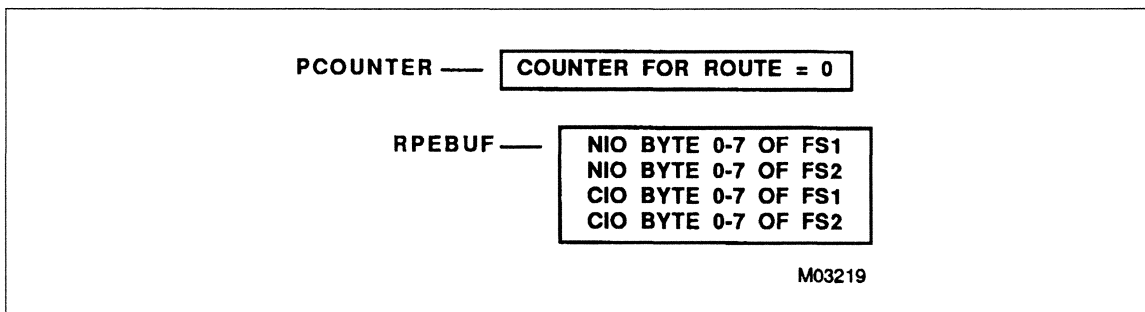 PCOUNTER — COUNTER FOR ROUTE = 0
RPEBUF — NIO BYTE 0-7 OF FS1
NIO BYTE 0-7 OF FS2
CIO BYTE 0-7 OF FS1
CIO BYTE 0-7 OF FS2
M03219